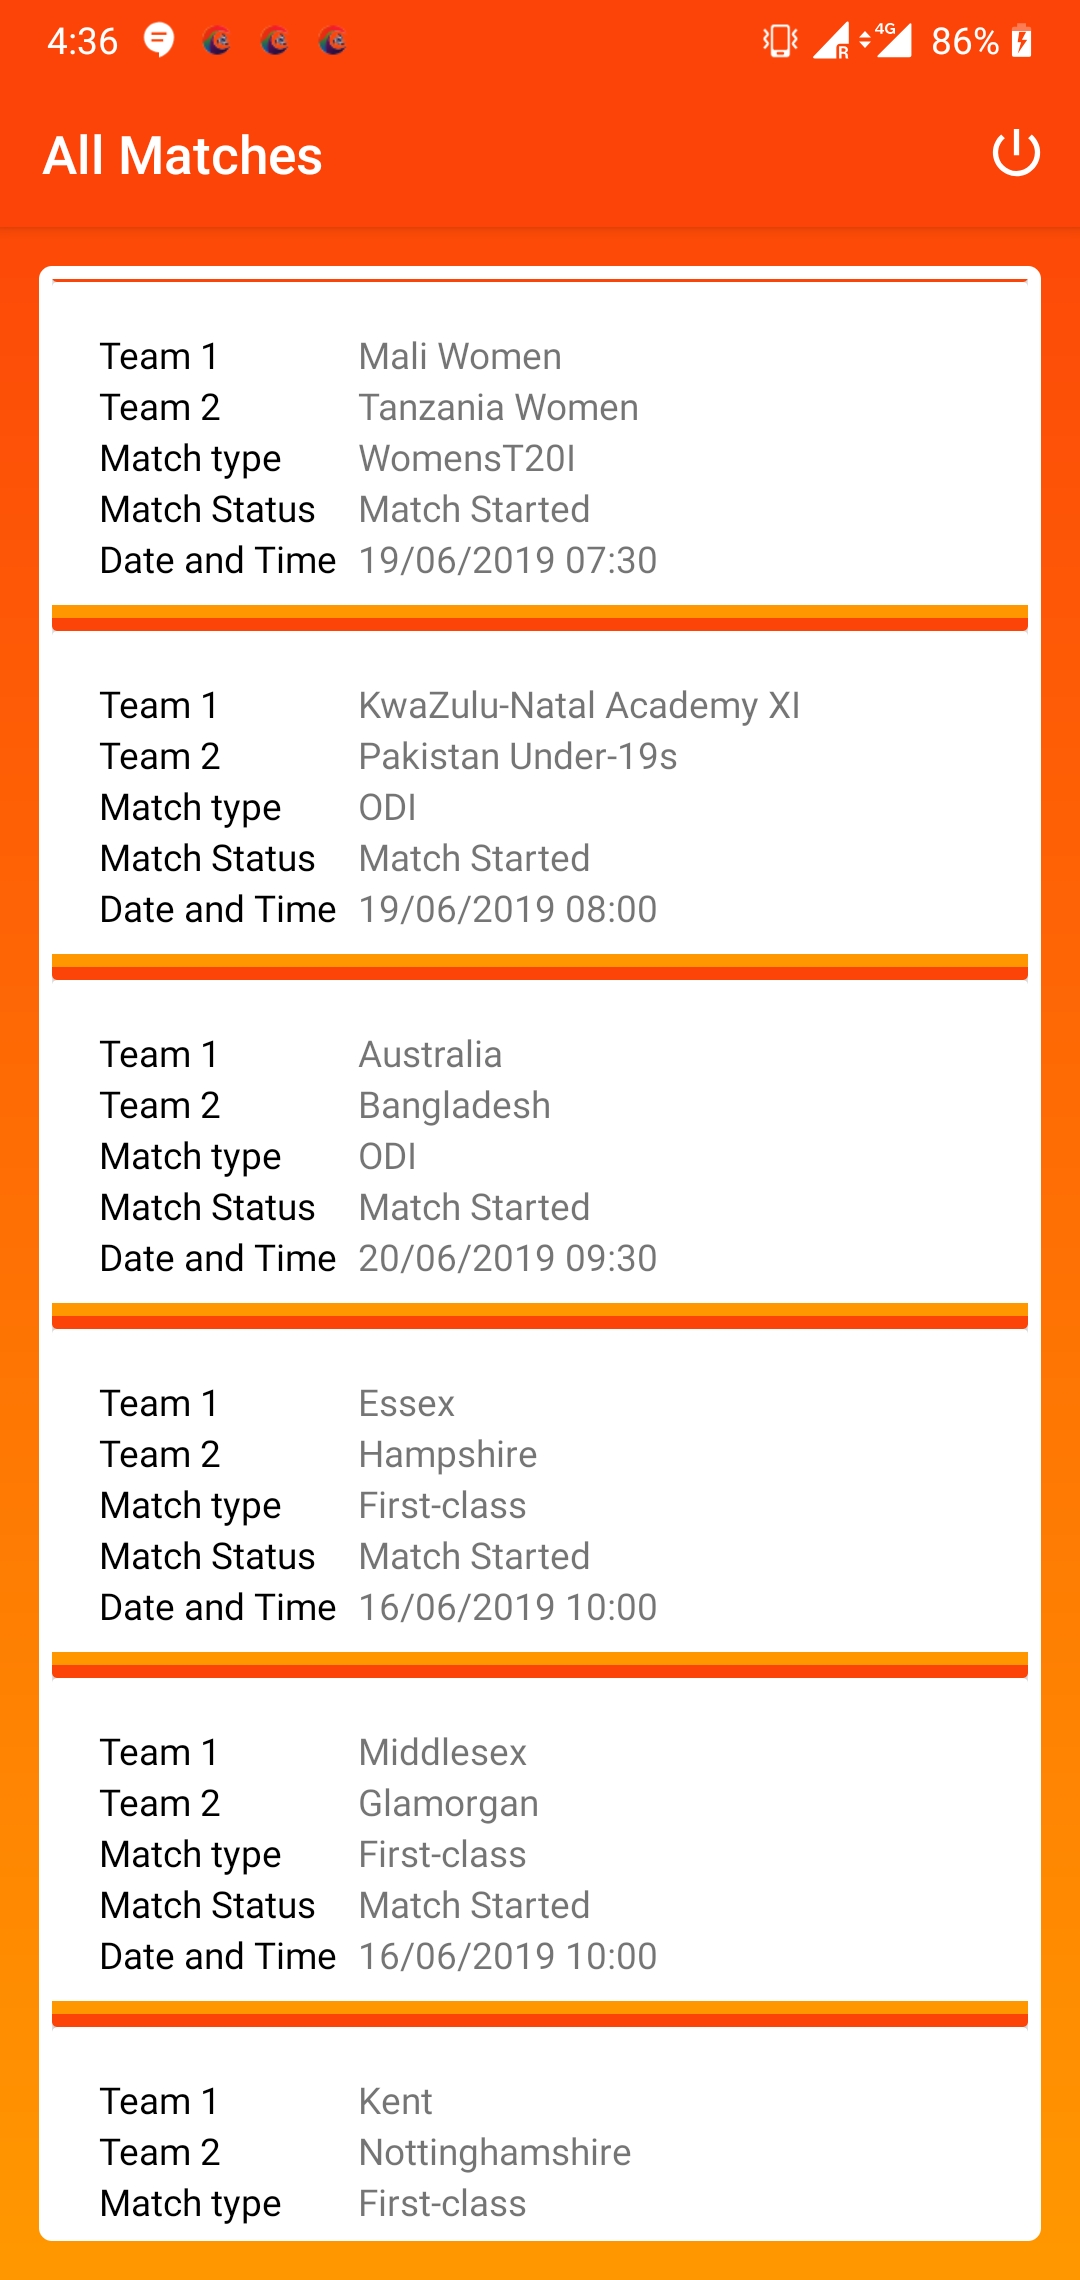 4:36 R 4G 86%
All Matches
Team 1 Mali Women
Team 2 Tanzania Women
Match type WomensT20I
Match Status Match Started
Date and Time 19/06/2019 07:30
Team 1 KwaZulu-Natal Academy XI
Team 2 Pakistan Under-19s
Match type ODI
Match Status Match Started
Date and Time 19/06/2019 08:00
Team 1 Australia
Team 2 Bangladesh
Match type ODI
Match Status Match Started
Date and Time 20/06/2019 09:30
Team 1 Essex
Team 2 Hampshire
Match type First-class
Match Status Match Started
Date and Time 16/06/2019 10:00
Team 1 Middlesex
Team 2 Glamorgan
Match type First-class
Match Status Match Started
Date and Time 16/06/2019 10:00
Team 1 Kent
Team 2 Nottinghamshire
Match type First-class